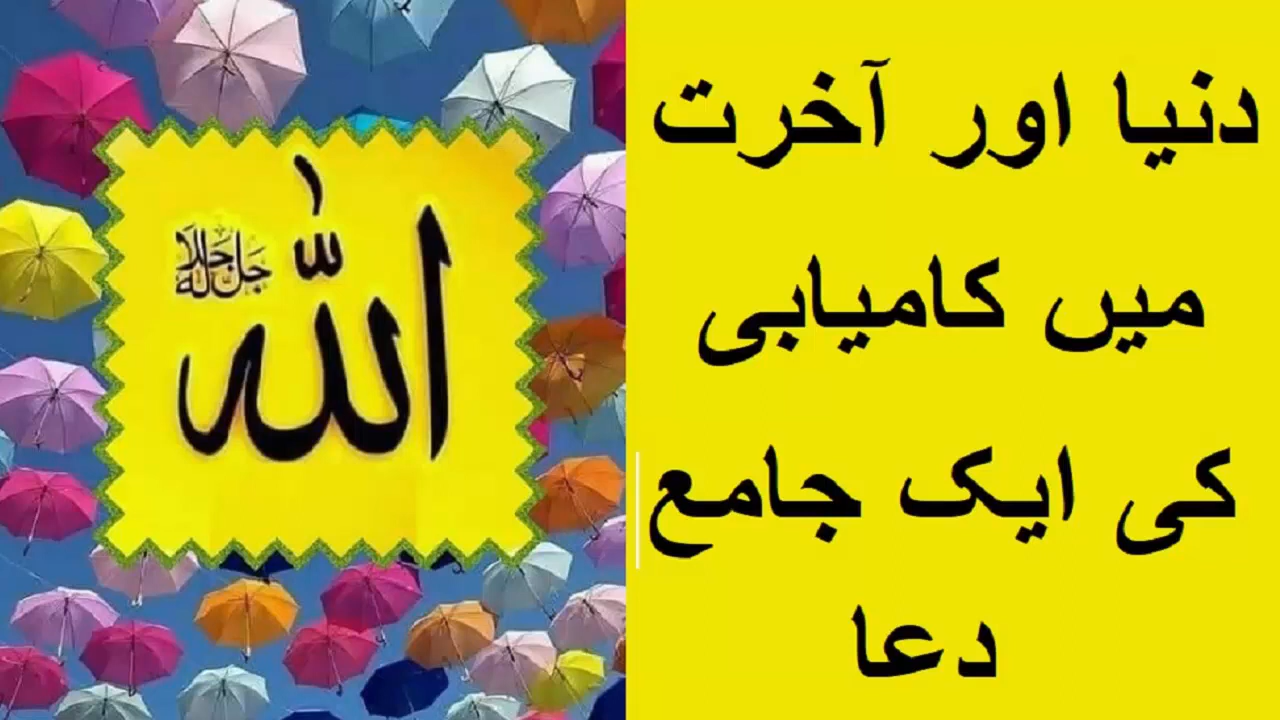 الله
جل جلاله
دنیا اور آخرت
میں کامیابی
کی ایک جامع
دعا